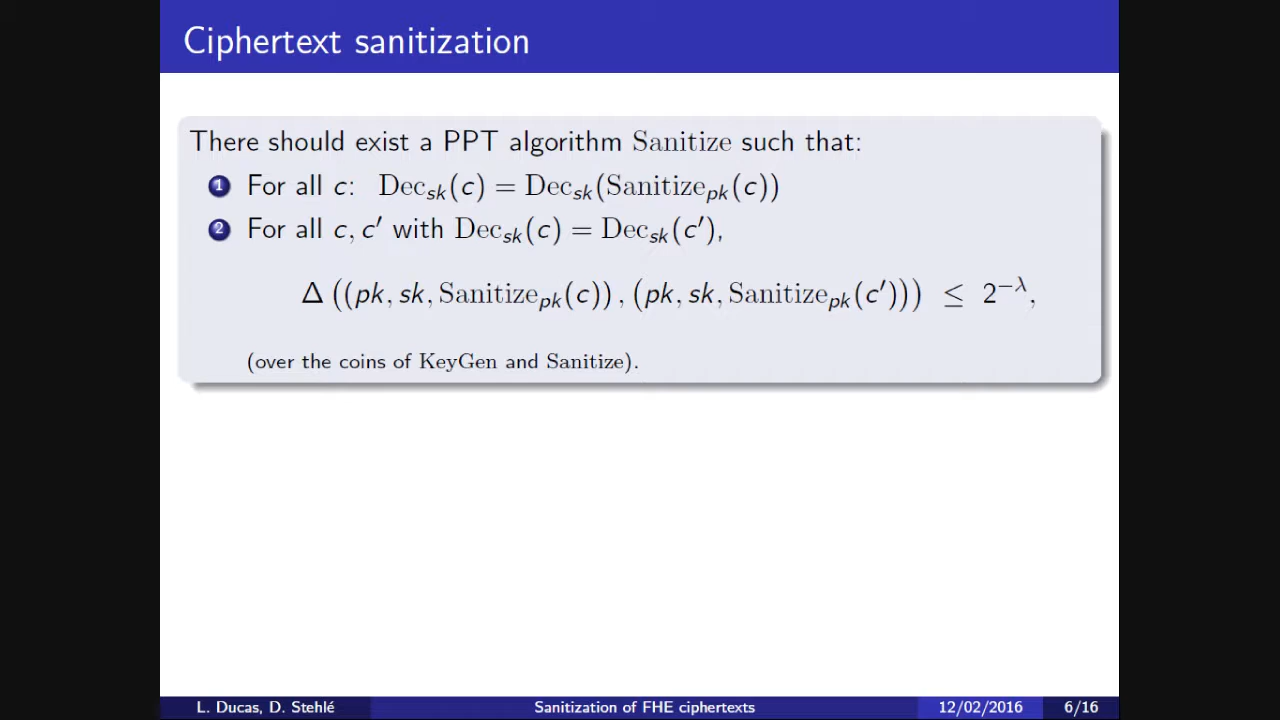 Ciphertext sanitization
There should exist a PPT algorithm Sanitize such that:
1 For all c: Dec_sk(c) = Dec_sk(Sanitize_pk(c))
2 For all c, c′ with Dec_sk(c) = Dec_sk(c′),
Δ ((pk, sk, Sanitize_pk(c)), (pk, sk, Sanitize_pk(c′))) ≤ 2^−λ,
(over the coins of KeyGen and Sanitize).
L. Ducas, D. Stehlé Sanitization of FHE ciphertexts 12/02/2016 6/16